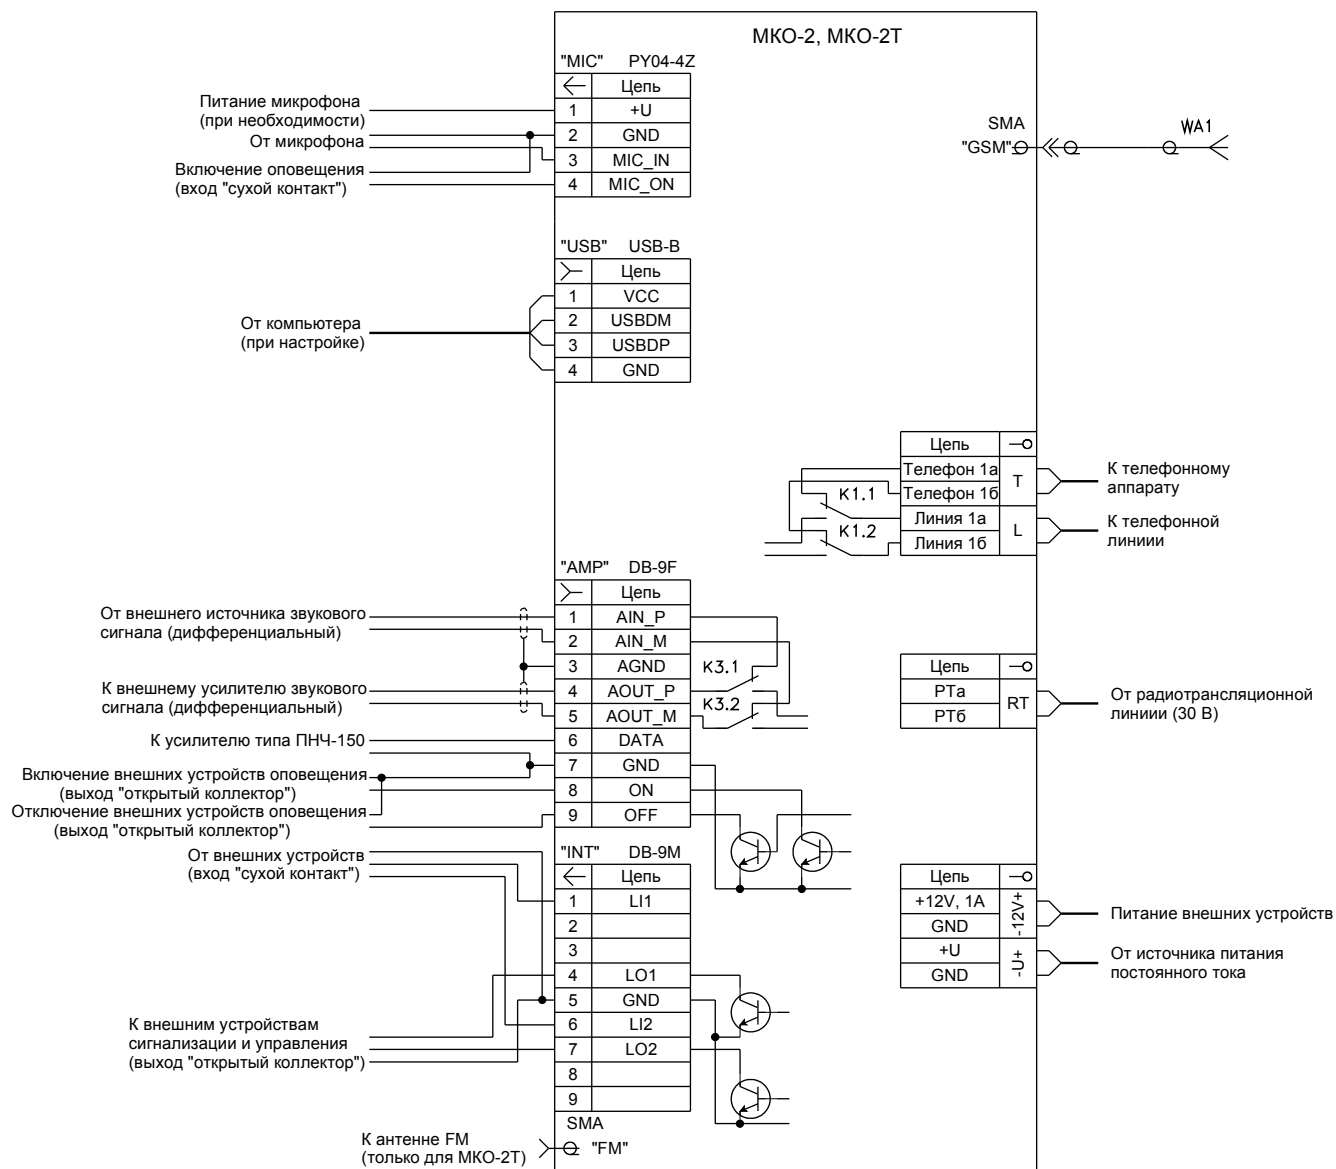 МКО-2, МКО-2Т
"MIC" PY04-4Z
Цепь
1 +U
2 GND
3 MIC_IN
4 MIC_ON
Питание микрофона
(при необходимости)
От микрофона
Включение оповещения
(вход "сухой контакт")
SMA
"GSM"
WA1
"USB" USB-B
Цепь
1 VCC
2 USBDM
3 USBDP
4 GND
От компьютера
(при настройке)
Цепь
Телефон 1а
Телефон 1б
T
Линия 1а
Линия 1б
L
K1.1
K1.2
К телефонному
аппарату
К телефонной
линиии
"AMP" DB-9F
Цепь
1 AIN_P
2 AIN_M
3 AGND
4 AOUT_P
5 AOUT_M
6 DATA
7 GND
8 ON
9 OFF
K3.1
K3.2
От внешнего источника звукового
сигнала (дифференциальный)
К внешнему усилителю звукового
сигнала (дифференциальный)
К усилителю типа ПНЧ-150
Включение внешних устройств оповещения
(выход "открытый коллектор")
Отключение внешних устройств оповещения
(выход "открытый коллектор")
Цепь
РТа
РТб
RT
От радиотрансляционной
линиии (30 В)
"INT" DB-9M
Цепь
1 LI1
2
3
4 LO1
5 GND
6 LI2
7 LO2
8
9
От внешних устройств
(вход "сухой контакт")
К внешним устройствам
сигнализации и управления
(выход "открытый коллектор")
Цепь
+12V, 1A
GND
-12V+
+U
GND
-U+
Питание внешних устройств
От источника питания
постоянного тока
SMA
"FM"
К антенне FM
(только для МКО-2Т)